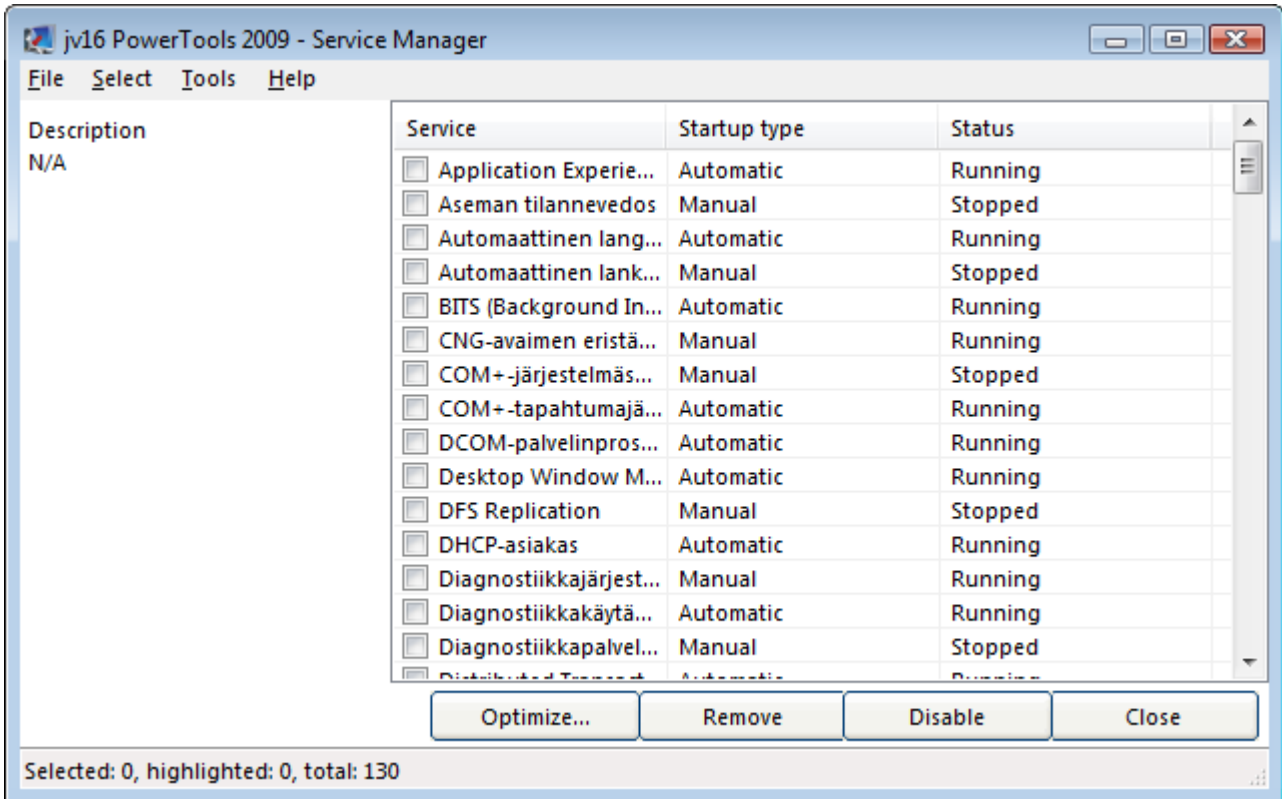 jv16 PowerTools 2009 - Service Manager
File Select Tools Help
Description
N/A
Service Startup type Status
Application Experie... Automatic Running
Aseman tilannevedos Manual Stopped
Automaattinen lang... Automatic Running
Automaattinen lank... Manual Stopped
BITS (Background In... Automatic Running
CNG-avaimen eristä... Manual Running
COM+-järjestelmäs... Manual Stopped
COM+-tapahtumajä... Automatic Running
DCOM-palvelinpros... Automatic Running
Desktop Window M... Automatic Running
DFS Replication Manual Stopped
DHCP-asiakas Automatic Running
Diagnostiikkajärjest... Manual Running
Diagnostiikkakäytä... Automatic Running
Diagnostiikkapalvel... Manual Stopped
Distributed Transact... Automatic Running
Optimize... Remove Disable Close
Selected: 0, highlighted: 0, total: 130